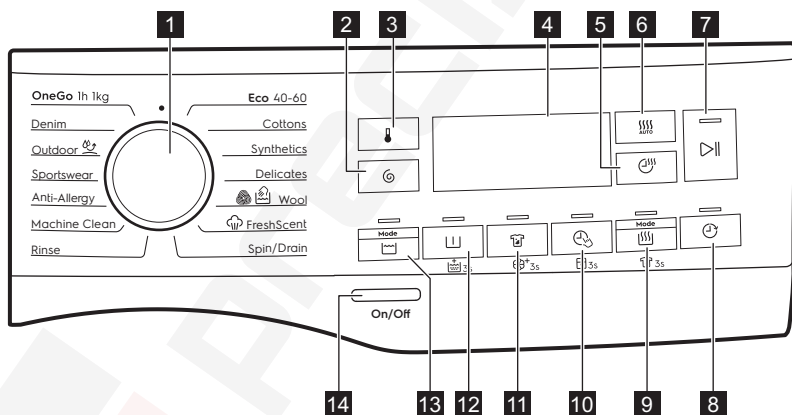 1
2
3
4
5
6
7
OneGo 1h 1kg
Denim
Outdoor
Sportswear
Anti-Allergy
Machine Clean
Rinse
Eco 40-60
Cottons
Synthetics
Delicates
Wool
FreshScent
Spin/Drain
AUTO
Mode
3s
3s
3s
Mode
3s
On/Off
14
13
12
11
10
9
8